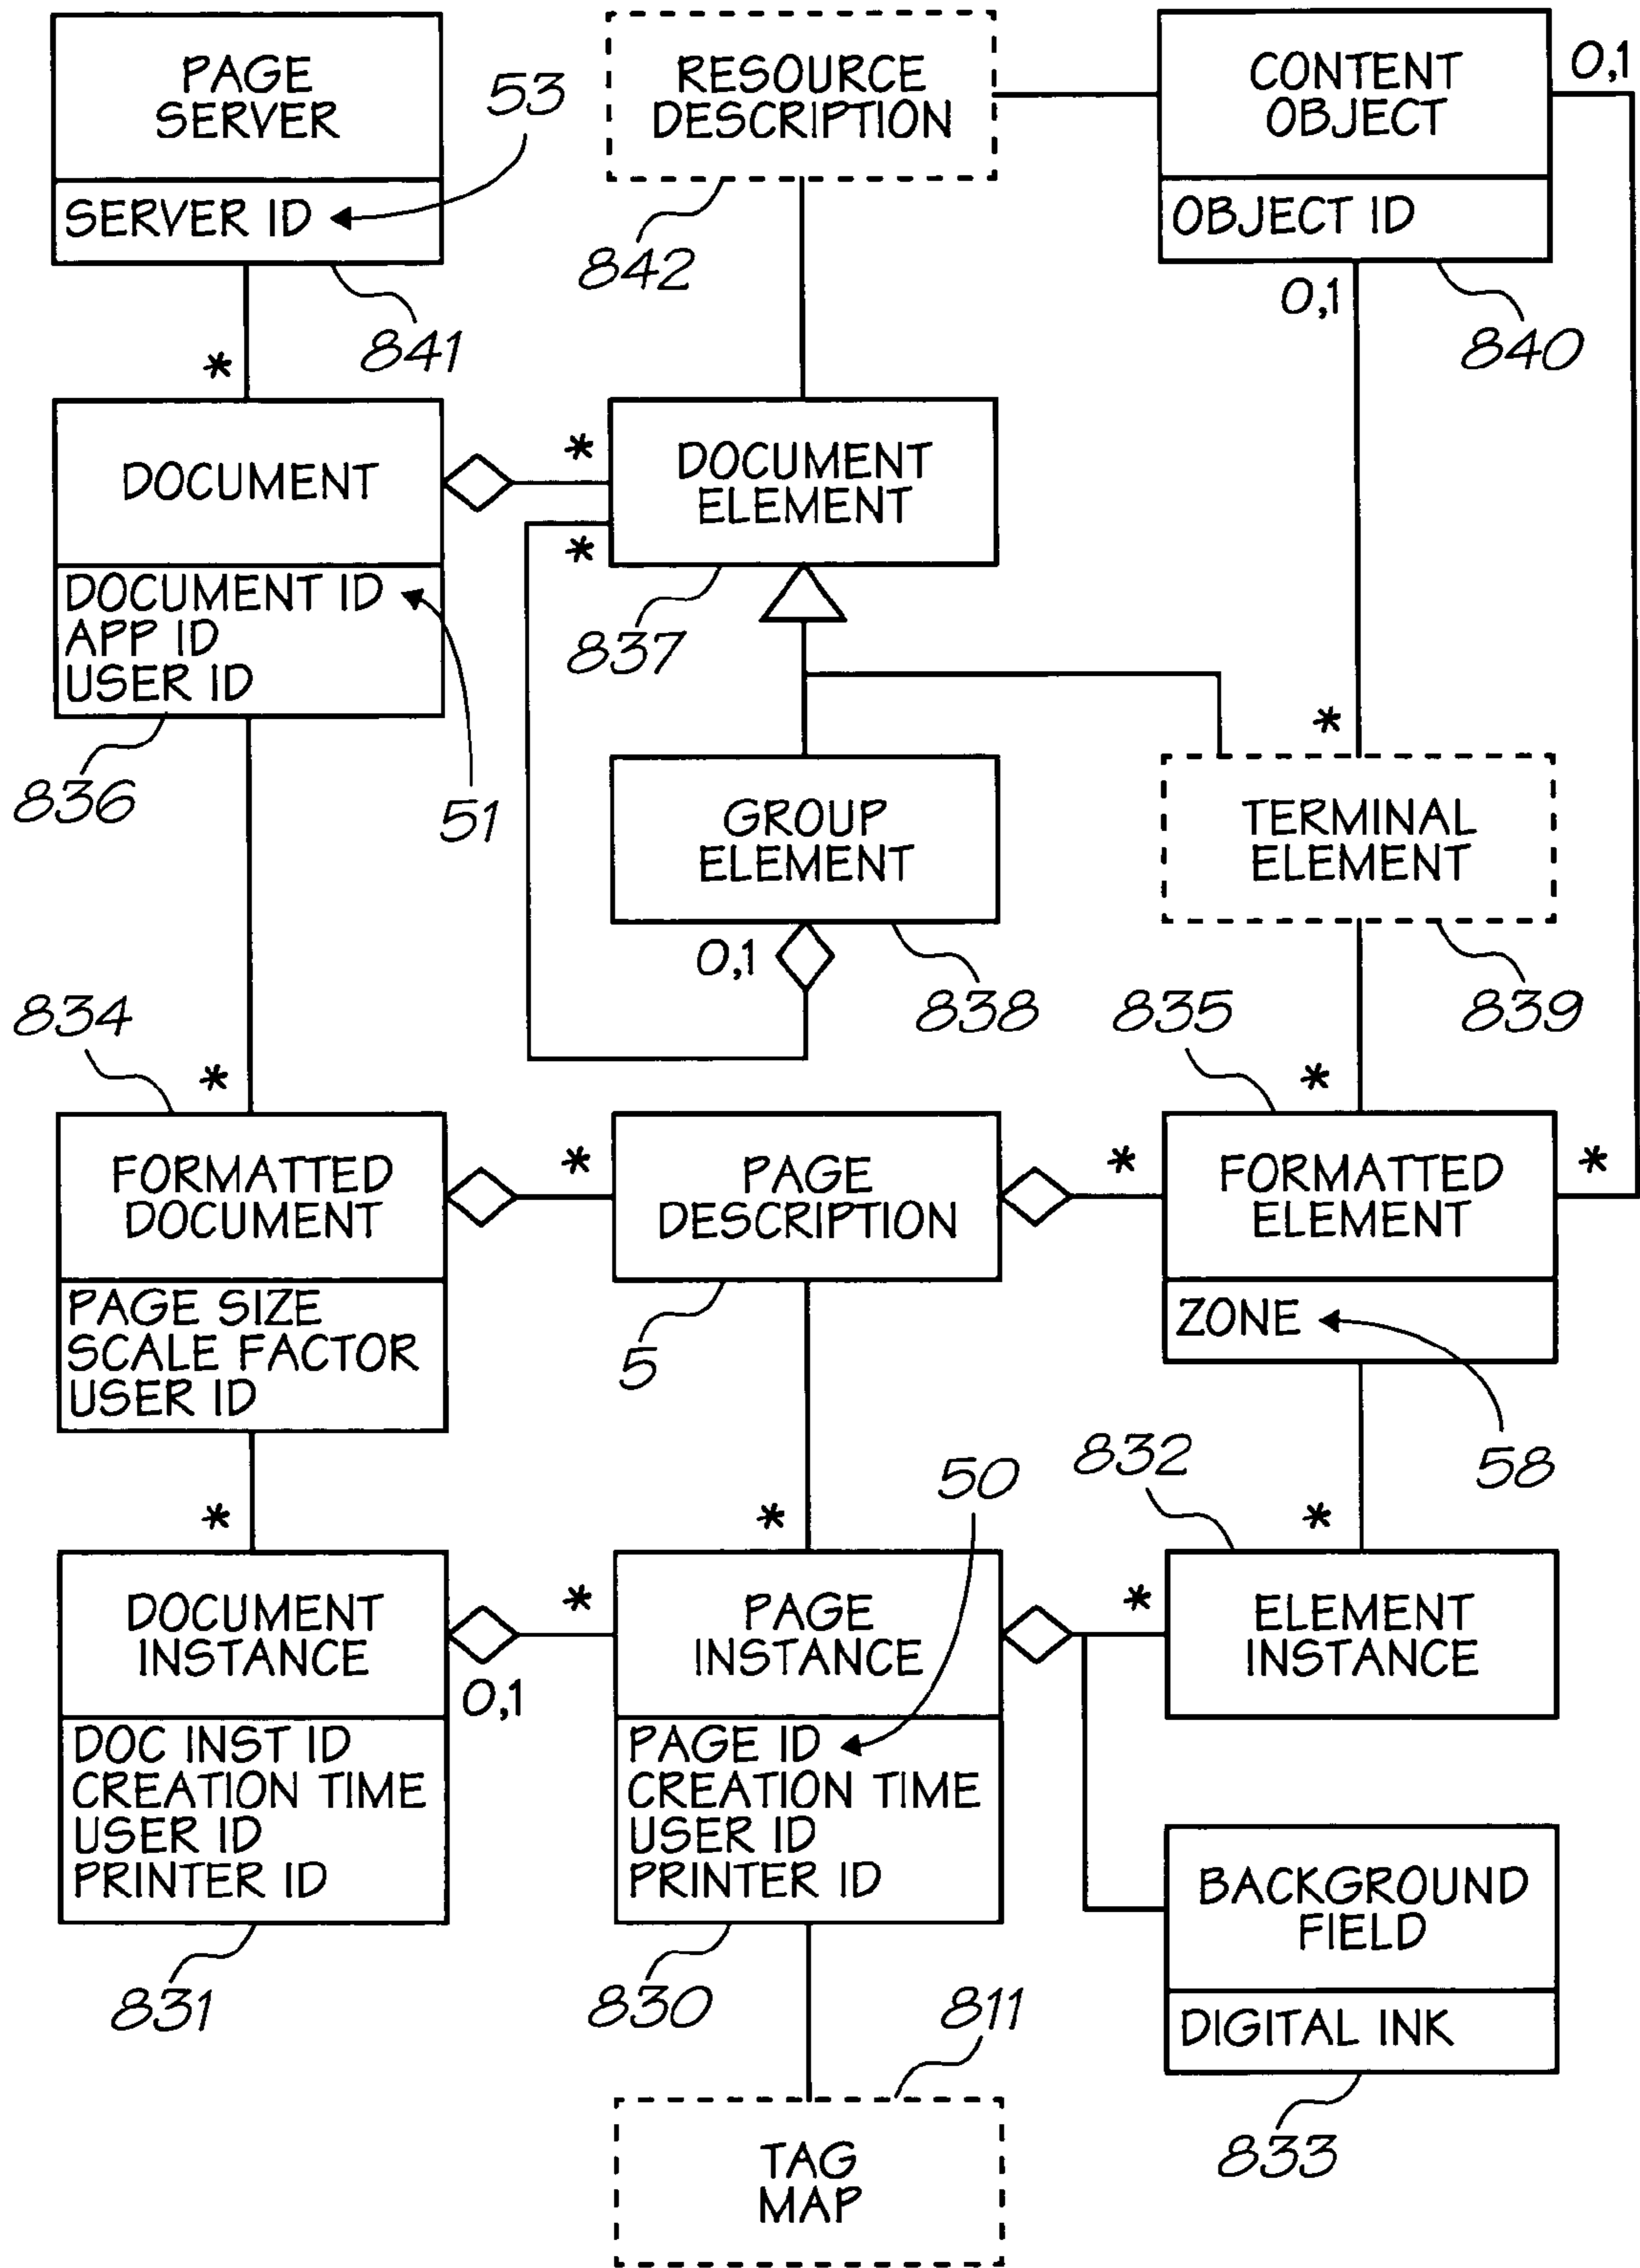 PAGE
SERVER
53
SERVER ID
841
RESOURCE
DESCRIPTION
842
CONTENT
OBJECT
0,1
OBJECT ID
0,1
840
*
DOCUMENT
DOCUMENT ID
APP ID
USER ID
836
51
*
*
DOCUMENT
ELEMENT
837
GROUP
ELEMENT
0,1
838
*
TERMINAL
ELEMENT
839
834
*
FORMATTED
DOCUMENT
PAGE SIZE
SCALE FACTOR
USER ID
*
PAGE
DESCRIPTION
5
835
*
*
*
FORMATTED
ELEMENT
ZONE
58
*
DOCUMENT
INSTANCE
0,1
DOC INST ID
CREATION TIME
USER ID
PRINTER ID
831
*
*
50
PAGE
INSTANCE
PAGE ID
CREATION TIME
USER ID
PRINTER ID
830
832
*
*
ELEMENT
INSTANCE
BACKGROUND
FIELD
DIGITAL INK
833
811
TAG
MAP